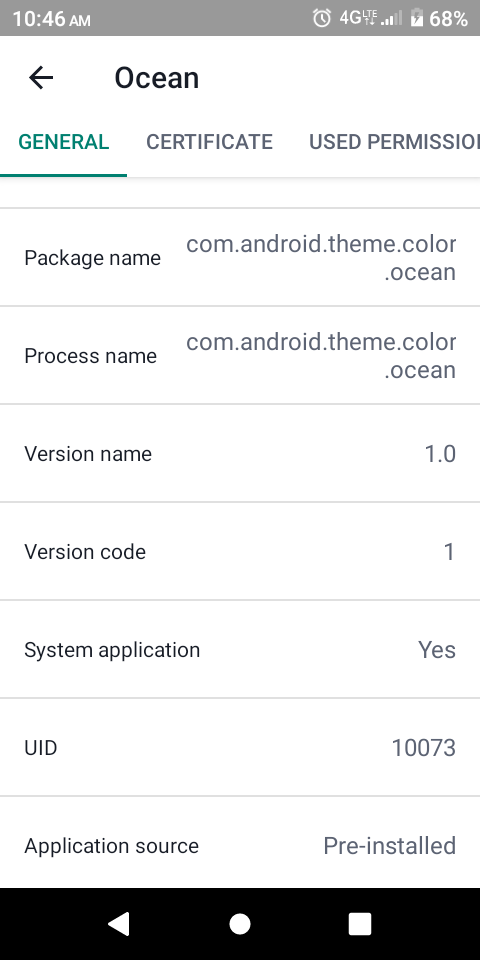 10:46 AM 4G LTE 68%
Ocean
GENERAL CERTIFICATE USED PERMISSIO
Package name com.android.theme.color
.ocean
Process name com.android.theme.color
.ocean
Version name 1.0
Version code 1
System application Yes
UID 10073
Application source Pre-installed